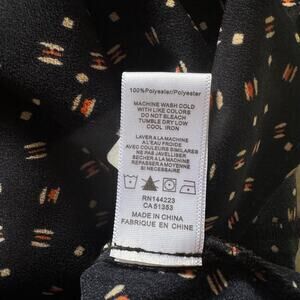 100%Polyester/Polyester
MACHINE WASH COLD
WITH LIKE COLORS
DO NOT BLEACH
TUMBLE DRY LOW
COOL IRON
LAVER A LA MACHINE
A L'EAU FROIDE
AVEC COULEURS SIMILAIRES
NE PAS JAVELLISER
SECHER A LA MACHINE
REPASSER A MOYENNE
SI NECESSAIRE
RN144223
CA51353
MADE IN CHINA
FABRIQUE EN CHINE